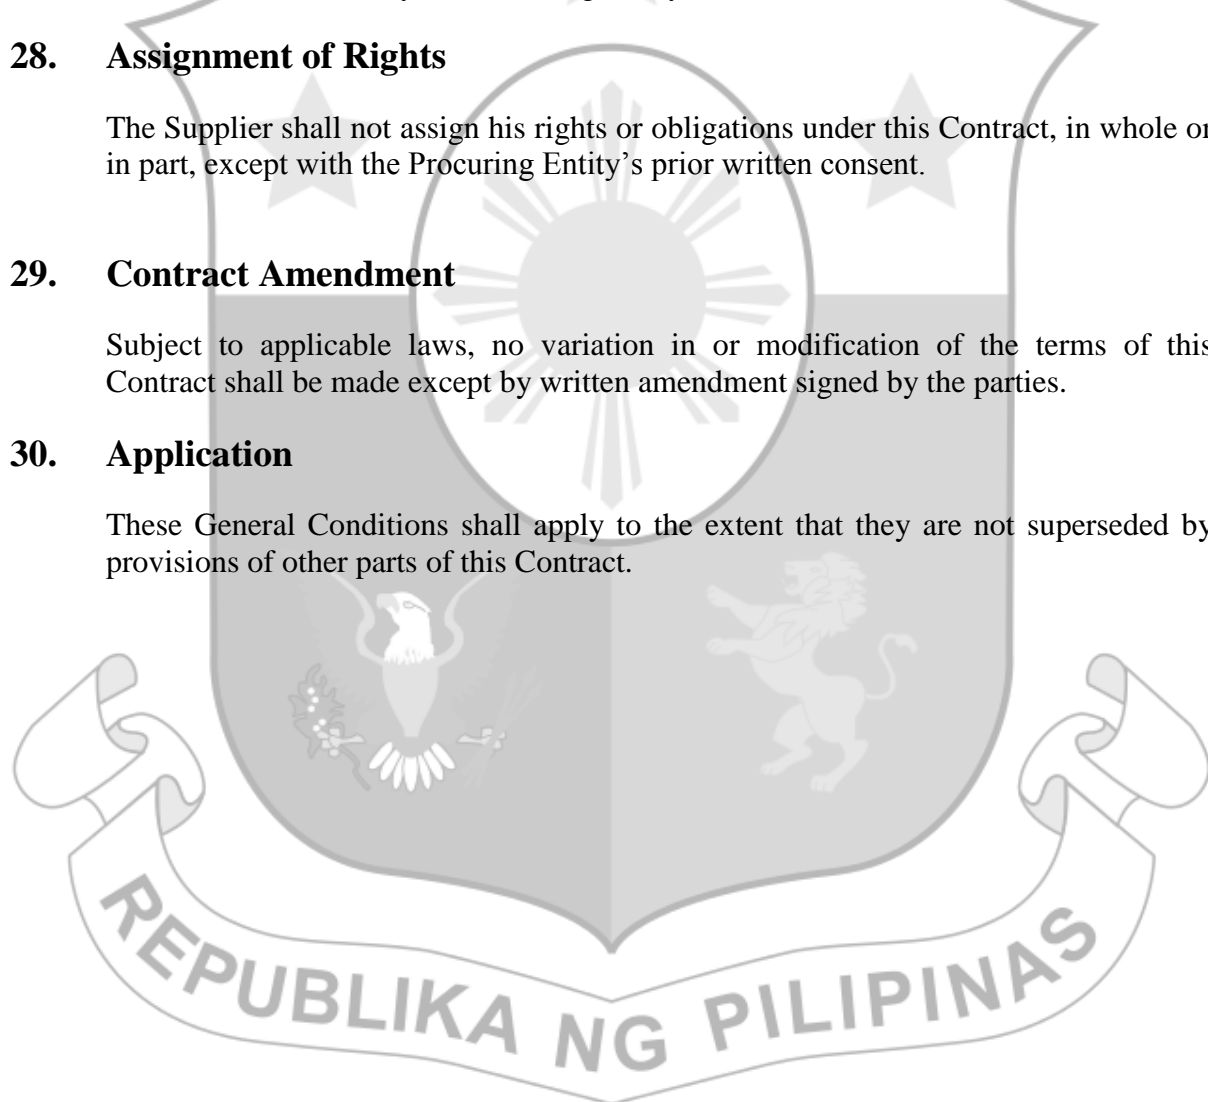 28. Assignment of Rights
The Supplier shall not assign his rights or obligations under this Contract, in whole or
in part, except with the Procuring Entity’s prior written consent.
29. Contract Amendment
Subject to applicable laws, no variation in or modification of the terms of this
Contract shall be made except by written amendment signed by the parties.
30. Application
These General Conditions shall apply to the extent that they are not superseded by
provisions of other parts of this Contract.
REPUBLIKA NG PILIPINAS